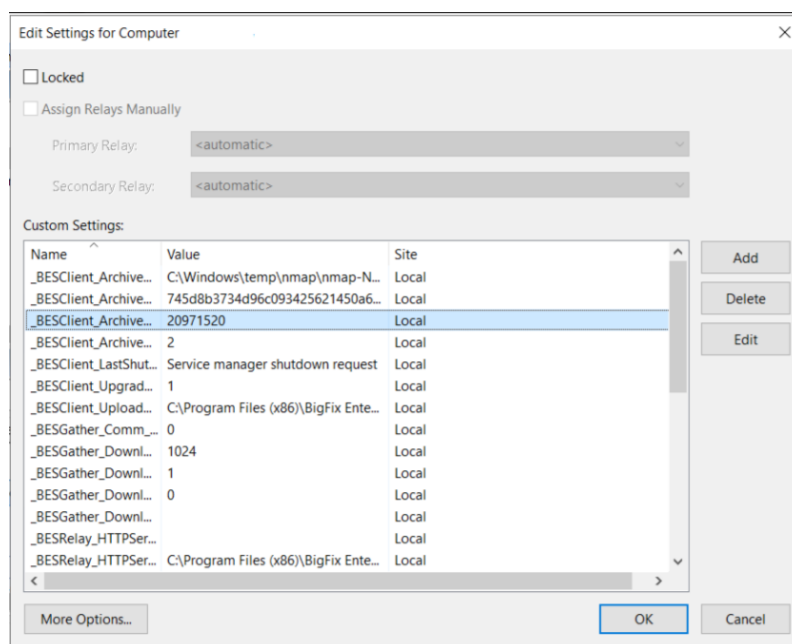 Edit Settings for Computer
Locked
Assign Relays Manually
Primary Relay: <automatic>
Secondary Relay: <automatic>
Custom Settings:
Name Value Site
_BESClient_Archive... C:\Windows\temp\nmap\nmap-N... Local
_BESClient_Archive... 745d8b3734d96c093425621450a6... Local
_BESClient_Archive... 20971520 Local
_BESClient_Archive... 2 Local
_BESClient_LastShut... Service manager shutdown request Local
_BESClient_Upgrad... 1 Local
_BESClient_Upload... C:\Program Files (x86)\BigFix Ente... Local
_BESGather_Comm_... 0 Local
_BESGather_Downl... 1024 Local
_BESGather_Downl... 1 Local
_BESGather_Downl... 0 Local
_BESGather_Downl... Local
_BESRelay_HTTPSer... Local
_BESRelay_HTTPSer... C:\Program Files (x86)\BigFix Ente... Local
Add
Delete
Edit
More Options... OK Cancel